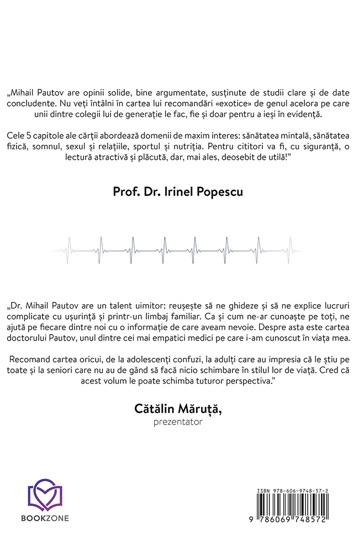 „Mihail Pautov are opinii solide, bine argumentate, susținute de studii clare și de date
concludente. Nu veți întâlni în cartea lui recomandări «exotice» de genul acelora pe care
unii dintre colegii lui de generație le fac, fie și doar pentru a ieși în evidență.
Cele 5 capitole ale cărții abordează domenii de maxim interes: sănătatea mintală, sănătatea
fizică, somnul, sexul și relațiile, sportul și nutriția. Pentru cititori va fi, cu siguranță, o
lectură atractivă și plăcută, dar, mai ales, deosebit de utilă!”
Prof. Dr. Irinel Popescu
„Dr. Mihail Pautov are un talent uimitor: reușește să ne ghideze și să ne explice lucruri
complicate cu ușurință și printr-un limbaj familiar. Ca și cum ne-ar cunoaște pe toți, ne
ajută pe fiecare dintre noi cu o informație de care aveam nevoie. Despre asta este cartea
doctorului Pautov, unul dintre cei mai empatici medici pe care i-am cunoscut în viața mea.
Recomand cartea oricui, de la adolescenți confuzi, la adulți care au impresia că le știu pe
toate și la seniori care nu au de gând să facă nicio schimbare în stilul lor de viață. Cred că
acest volum le poate schimba tuturor perspectiva.”
Cătălin Măruță,
prezentator
BOOKZONE
ISBN 978-606-9748-57-2
9 786069 748572